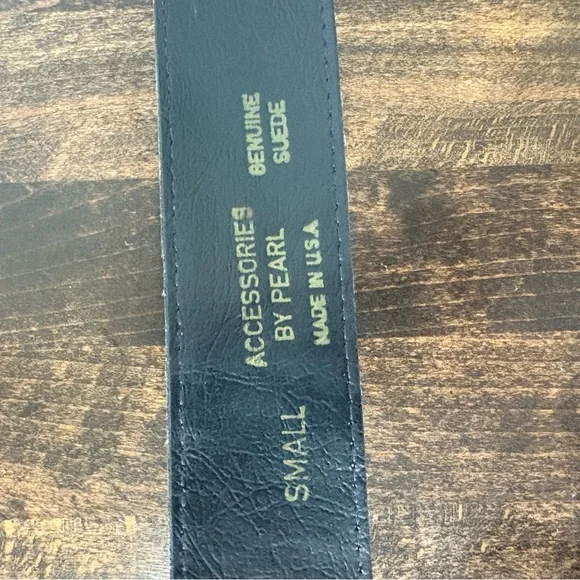 SMALL
ACCESSORIES
BY PEARL
GENUINE
SUEDE
MADE IN U.S.A